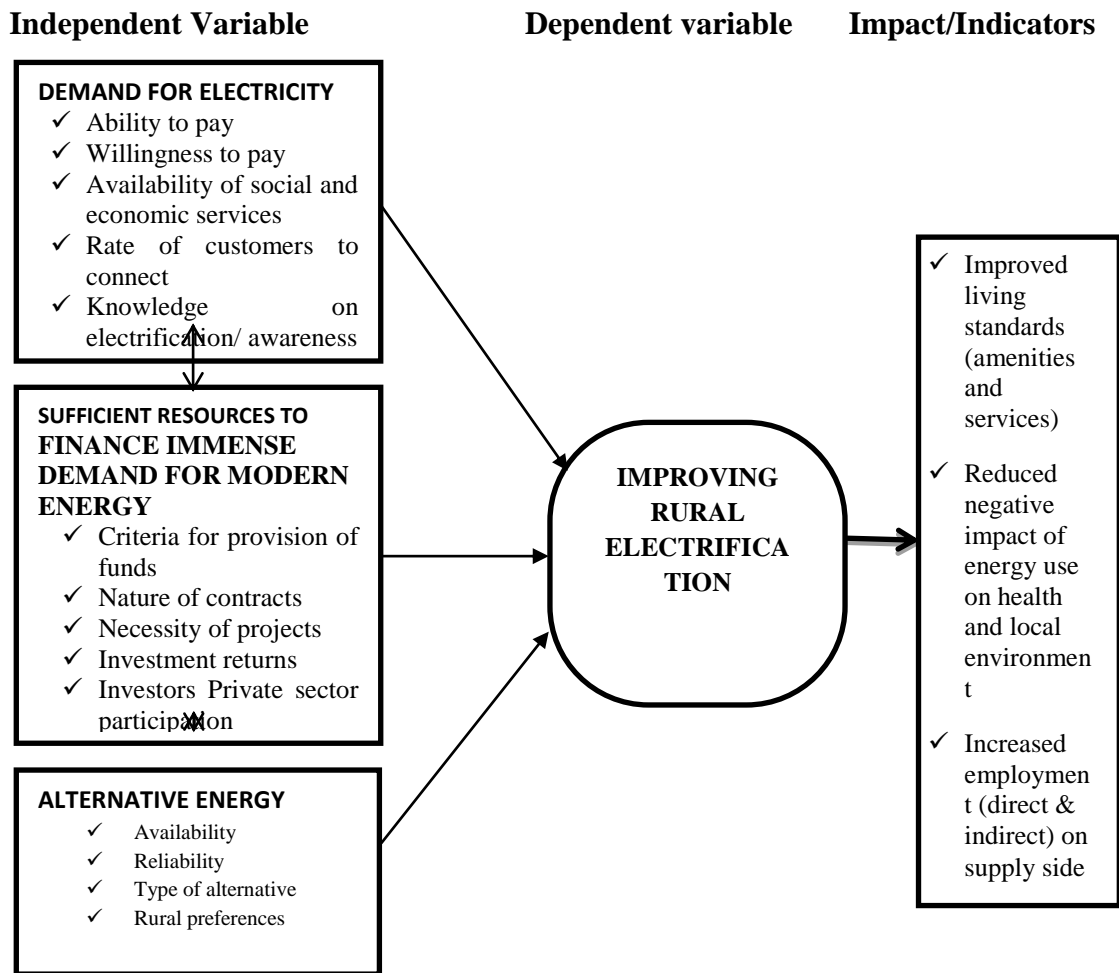 Independent Variable
Dependent variable
Impact/Indicators
DEMAND FOR ELECTRICITY
✓ Ability to pay
✓ Willingness to pay
✓ Availability of social and
economic services
✓ Rate of customers to
connect
✓ Knowledge on
electrification/ awareness
SUFFICIENT RESOURCES TO
FINANCE IMMENSE
DEMAND FOR MODERN
ENERGY
✓ Criteria for provision of
funds
✓ Nature of contracts
✓ Necessity of projects
✓ Investment returns
✓ Investors Private sector
participation
ALTERNATIVE ENERGY
✓ Availability
✓ Reliability
✓ Type of alternative
✓ Rural preferences
IMPROVING
RURAL
ELECTRIFICA
TION
✓ Improved
living
standards
(amenities
and
services)
✓ Reduced
negative
impact of
energy use
on health
and local
environmen
t
✓ Increased
employmen
t (direct &
indirect) on
supply side